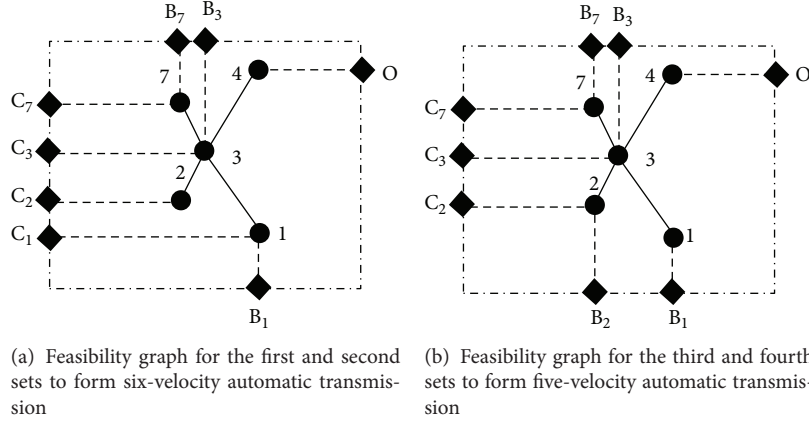 B7 B3
7 4 O
C7
C3 3
2
C2
C1 1
B1
B7 B3
7 4 O
C7
C3 3
2
C2
1
B2 B1
(a) Feasibility graph for the first and second
sets to form six-velocity automatic transmis-
sion
(b) Feasibility graph for the third and fourth
sets to form five-velocity automatic transmis-
sion